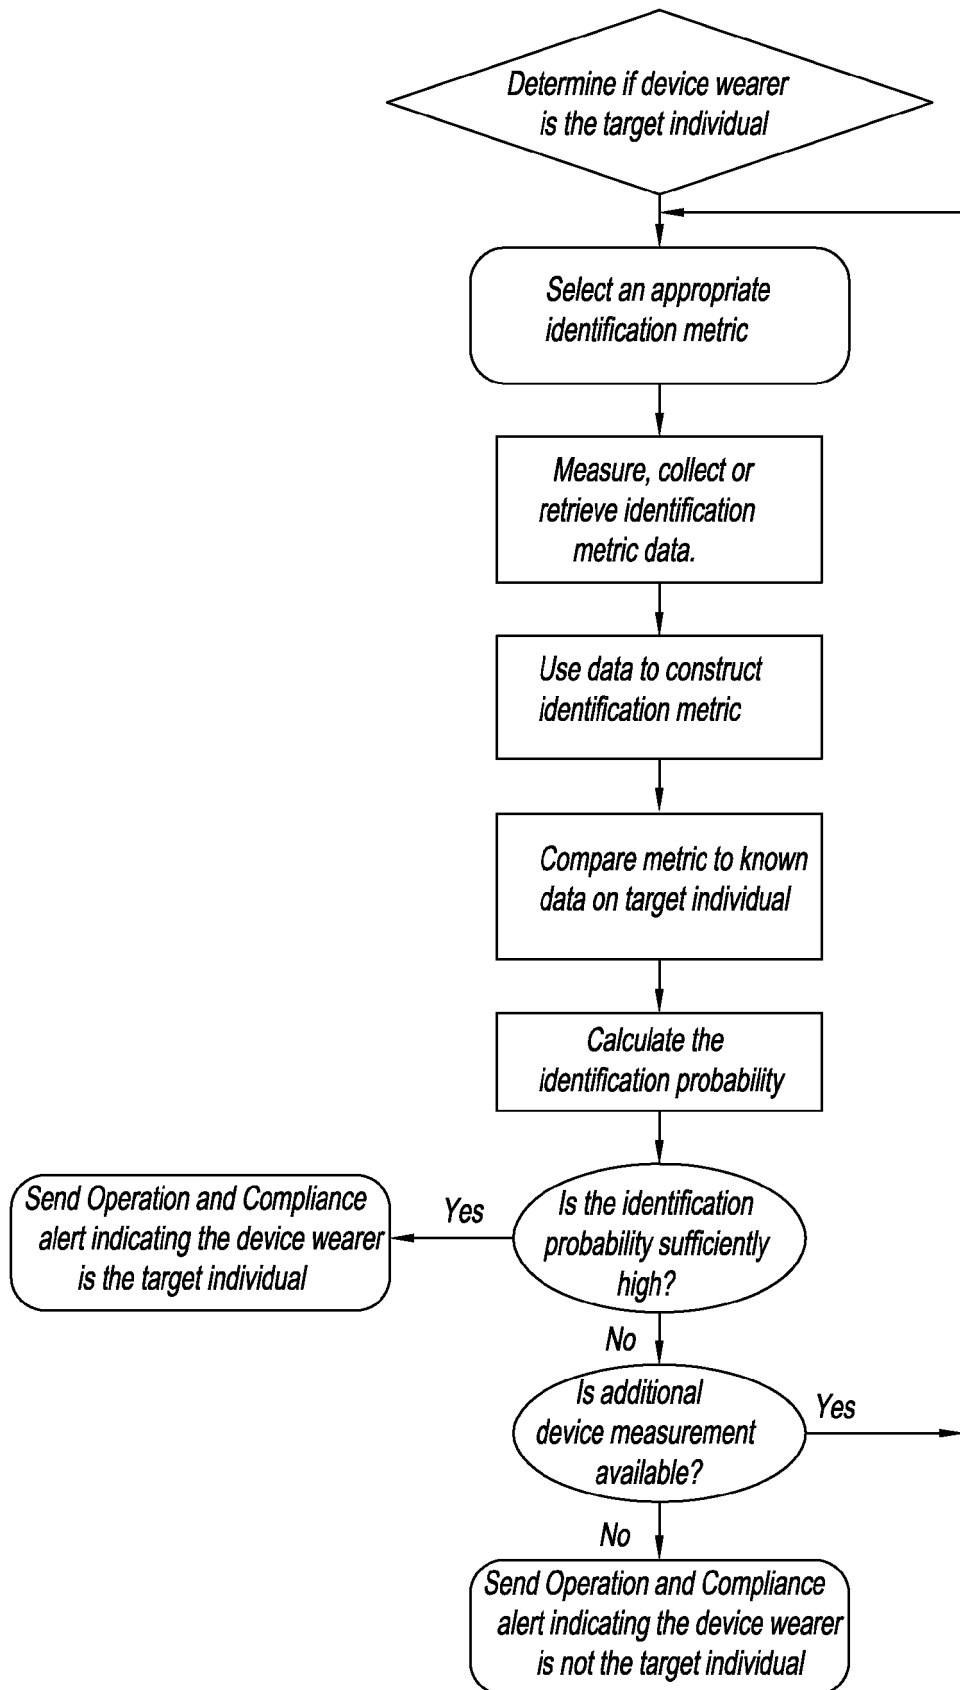 Determine if device wearer
is the target individual
Select an appropriate
identification metric
Measure, collect or
retrieve identification
metric data.
Use data to construct
identification metric
Compare metric to known
data on target individual
Calculate the
identification probability
Is the identification
probability sufficiently
high?
Yes
Send Operation and Compliance
alert indicating the device wearer
is the target individual
No
Is additional
device measurement
available?
Yes
No
Send Operation and Compliance
alert indicating the device wearer
is not the target individual